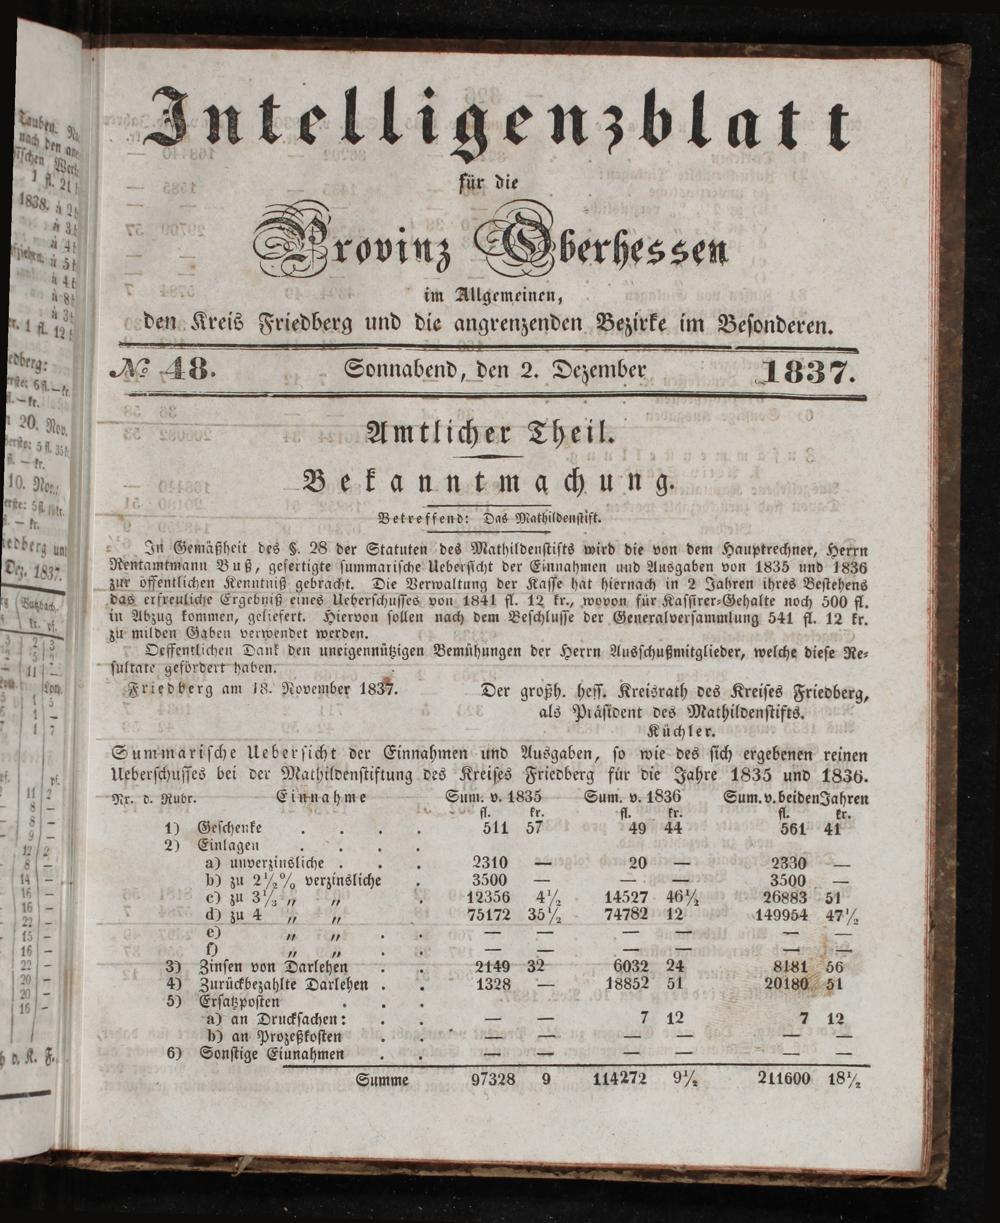 Intelligenzblatt
für die
Provinz Oberhessen
im Allgemeinen,
den Kreis Friedberg und die angrenzenden Bezirke im Besonderen.
№ 48. Sonnabend, den 2. Dezember 1837.
Amtlicher Theil.
Bekanntmachung.
Betreffend: Das Mathildenstift.
In Gemäßheit des §. 28 der Statuten des Mathildenstifts wird die von dem Hauptrechner, Herrn
Rentamtmann Buß, gefertigte summarische Uebersicht der Einnahmen und Ausgaben von 1835 und 1836
zur öffentlichen Kenntniß gebracht. Die Verwaltung der Kasse hat hiernach in 2 Jahren ihres Bestehens
das erfreuliche Ergebniß eines Ueberschusses von 1841 fl. 12 kr., wovon für Kassirer-Gehalte noch 500 fl.
in Abzug kommen, geliefert. Hiervon sollen nach dem Beschlusse der Generalversammlung 541 fl. 12 kr.
zu milden Gaben verwendet werden.
Oeffentlichen Dank den uneigennützigen Bemühungen der Herrn Ausschußmitglieder, welche diese Re-
sultate gefördert haben.
Friedberg am 18. November 1837. Der großh. hess. Kreisrath des Kreises Friedberg,
als Präsident des Mathildenstifts.
Küchler.
Summarische Uebersicht der Einnahmen und Ausgaben, so wie des sich ergebenen reinen
Ueberschusses bei der Mathildenstiftung des Kreises Friedberg für die Jahre 1835 und 1836.
Nr. d. Rubr. Einnahme Sum. v. 1835 Sum. v. 1836 Sum.v.beidenJahren
fl. kr. fl. kr. fl. kr.
1) Geschenke . . . . 511 57 49 44 561 41
2) Einlagen . . . .
a) unverzinsliche . . . 2310 — 20 — 2330 —
b) zu 2½% verzinsliche . 3500 — — — 3500 —
c) zu 3⅓ „ „ . 12356 4½ 14527 46½ 26883 51
d) zu 4 „ „ . 75172 35½ 74782 12 149954 47½
e) „ „ . . — — — — — —
f) „ „ . . — — — — — —
3) Zinsen von Darlehen . . 2149 32 6032 24 8181 56
4) Zurückbezahlte Darlehen . . 1328 — 18852 51 20180 51
5) Ersatzposten . . .
a) an Drucksachen: . . — — 7 12 7 12
b) an Prozeßkosten . . — — — — — —
6) Sonstige Einnahmen . . — — — — — —
Summe 97328 9 114272 9½ 211600 18½